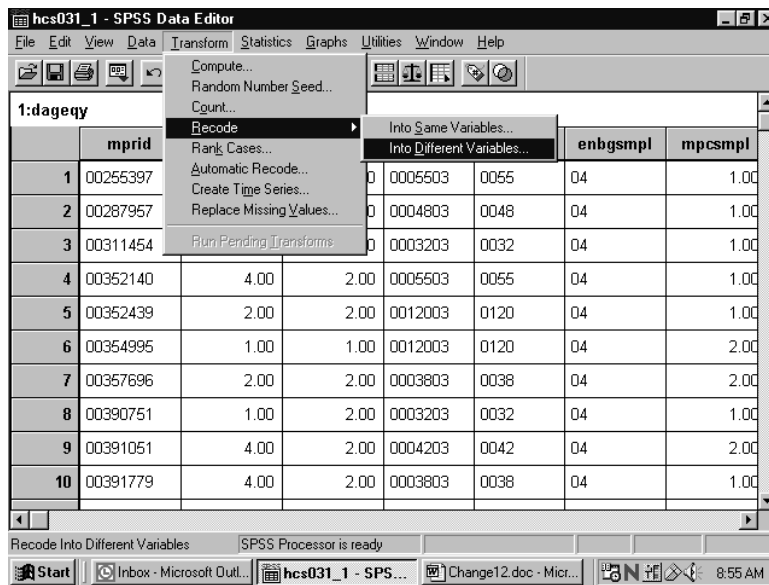 hcs031_1 - SPSS Data Editor
File Edit View Data Transform Statistics Graphs Utilities Window Help
Compute...
Random Number Seed...
Count...
Recode
Rank Cases...
Automatic Recode...
Create Time Series...
Replace Missing Values...
Run Pending Transforms
Into Same Variables...
Into Different Variables...
1:dageqy
mprid enbgsmpl mpcsmpl
1 00255397 0 0005503 0055 04 1.00
2 00287957 0 0004803 0048 04 1.00
3 00311454 0 0003203 0032 04 1.00
4 00352140 4.00 2.00 0005503 0055 04 1.00
5 00352439 2.00 2.00 0012003 0120 04 1.00
6 00354995 1.00 1.00 0012003 0120 04 2.00
7 00357696 2.00 2.00 0003803 0038 04 2.00
8 00390751 1.00 2.00 0003203 0032 04 1.00
9 00391051 4.00 2.00 0004203 0042 04 2.00
10 00391779 4.00 2.00 0003803 0038 04 1.00
Recode Into Different Variables SPSS Processor is ready
Start Inbox - Microsoft Outl... hcs031_1 - SPS... Change12.doc - Micr... 8:55 AM